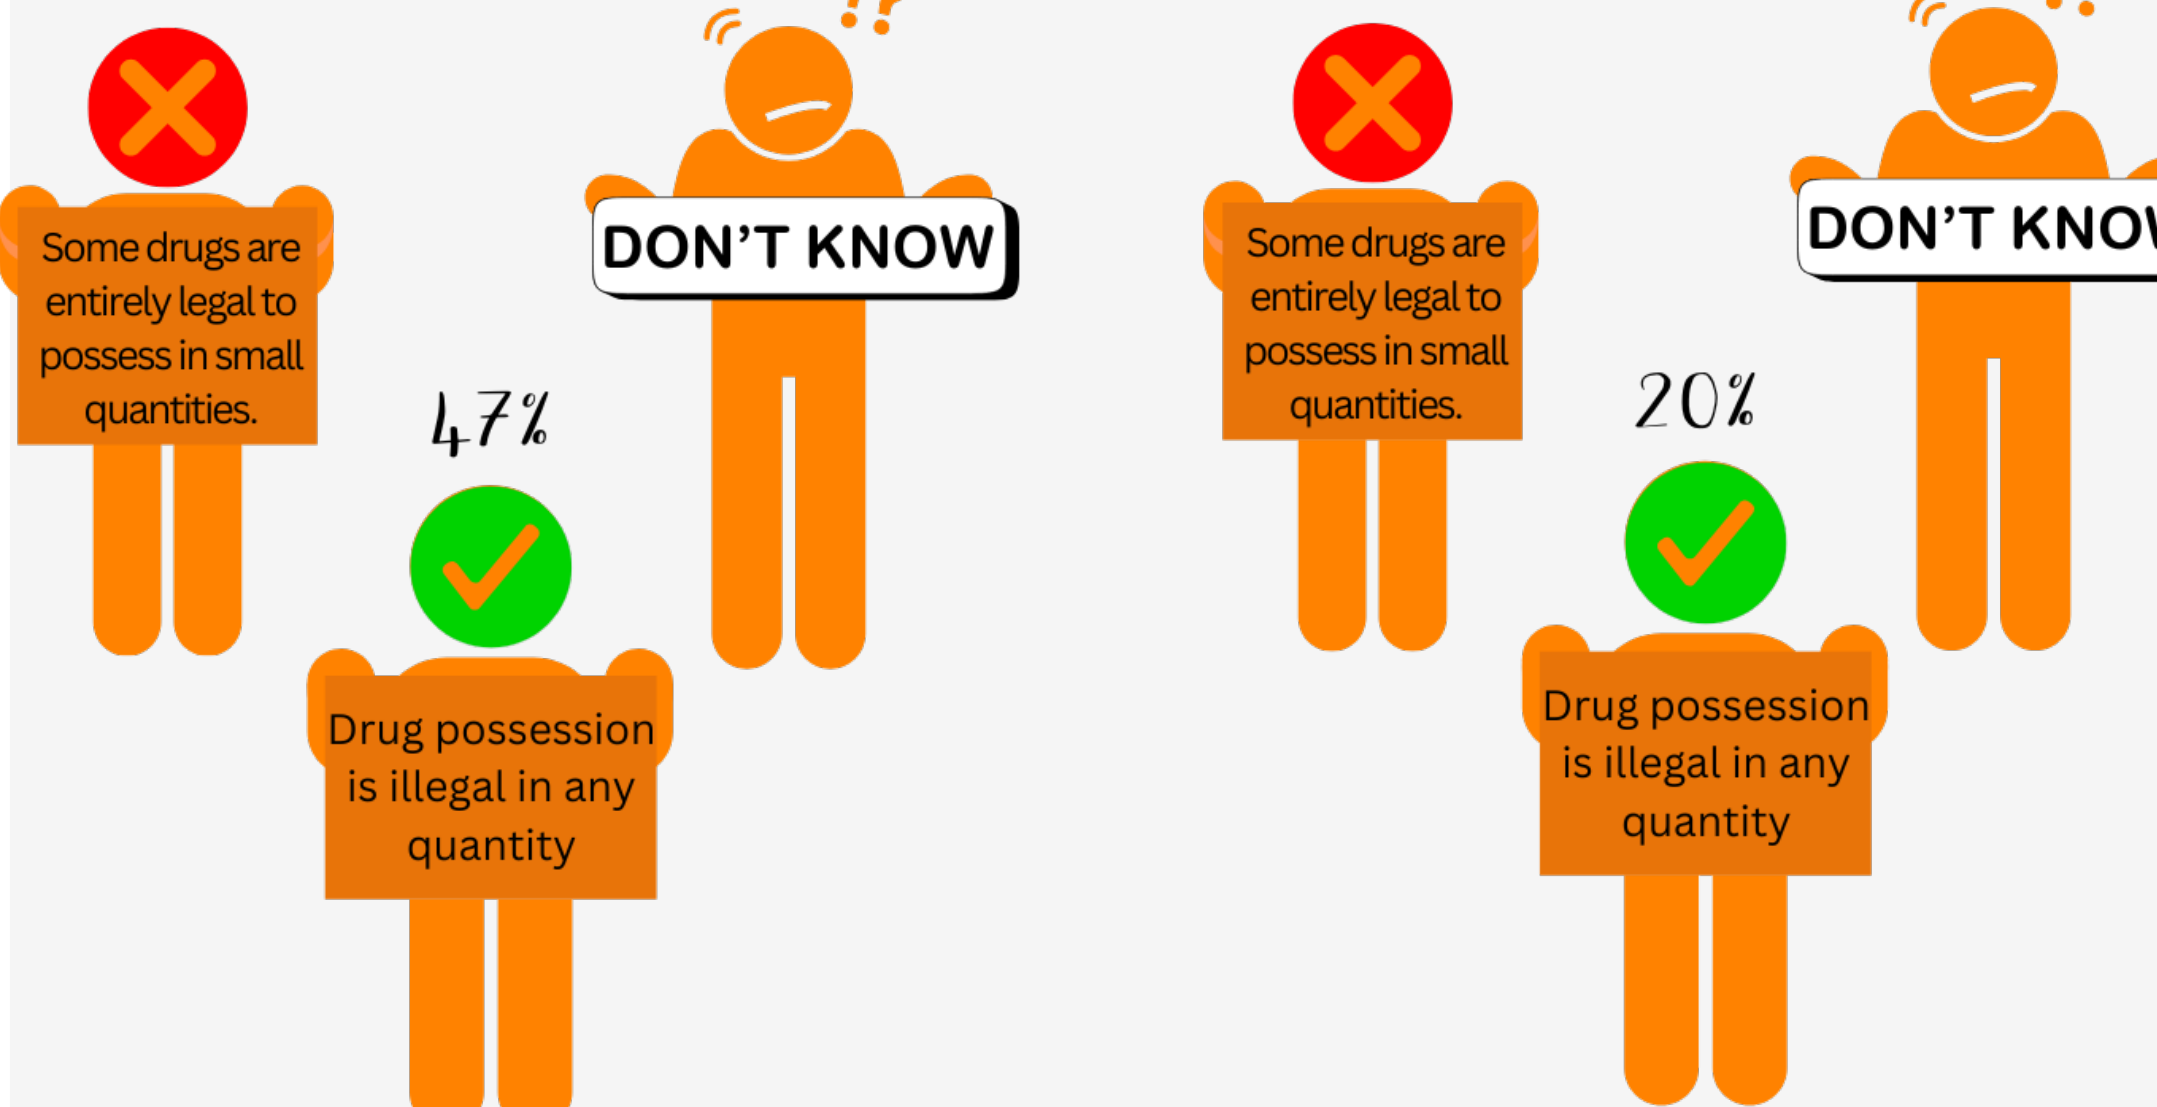 !?
Some drugs are
entirely legal to
possess in small
quantities.
DON'T KNOW
47%
Drug possession
is illegal in any
quantity
Some drugs are
entirely legal to
possess in small
quantities.
DON'T
20%
Drug possession
is illegal in any
quantity